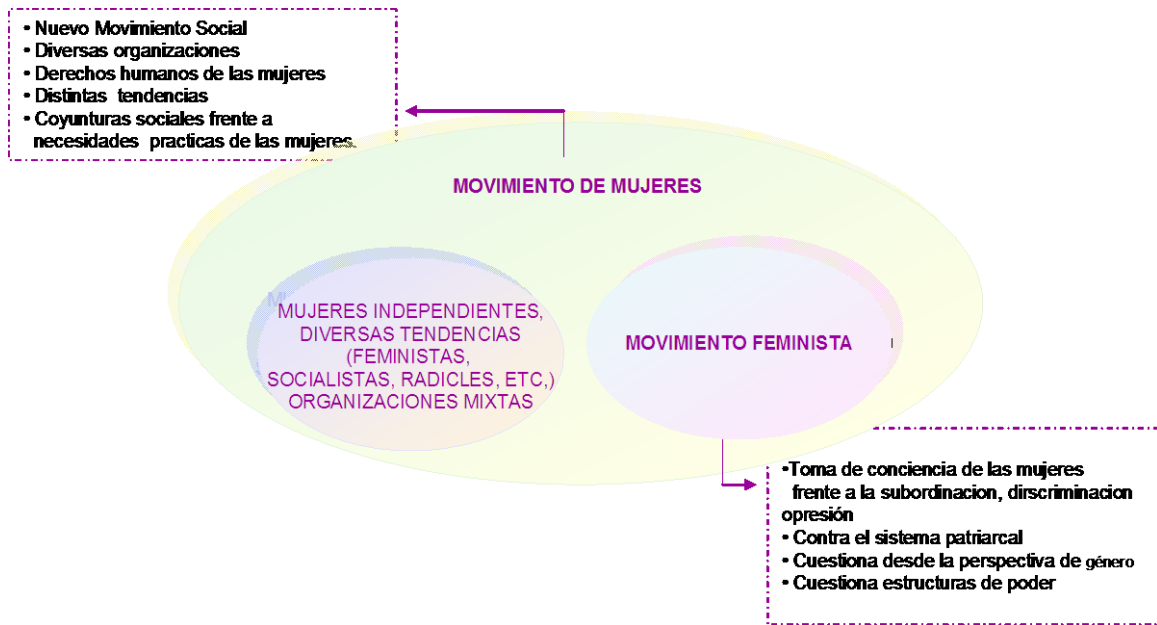 • Nuevo Movimiento Social
• Diversas organizaciones
• Derechos humanos de las mujeres
• Distintas tendencias
• Coyunturas sociales frente a
necesidades practicas de las mujeres.
MOVIMIENTO DE MUJERES
MUJERES INDEPENDIENTES,
DIVERSAS TENDENCIAS
(FEMINISTAS,
SOCIALISTAS, RADICLES, ETC,)
ORGANIZACIONES MIXTAS
MOVIMIENTO FEMINISTA
•Toma de conciencia de las mujeres
frente a la subordinacion, dirscriminacion
opresión
• Contra el sistema patriarcal
• Cuestiona desde la perspectiva de género
• Cuestiona estructuras de poder